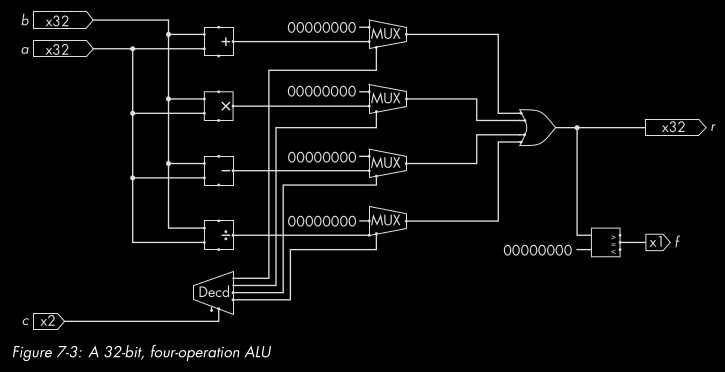 b x32
a x32
+
00000000 MUX
×
00000000 MUX
−
00000000 MUX
÷
00000000 MUX
x32 r
> = <
00000000
x1 f
Decd
c x2
Figure 7-3: A 32-bit, four-operation ALU